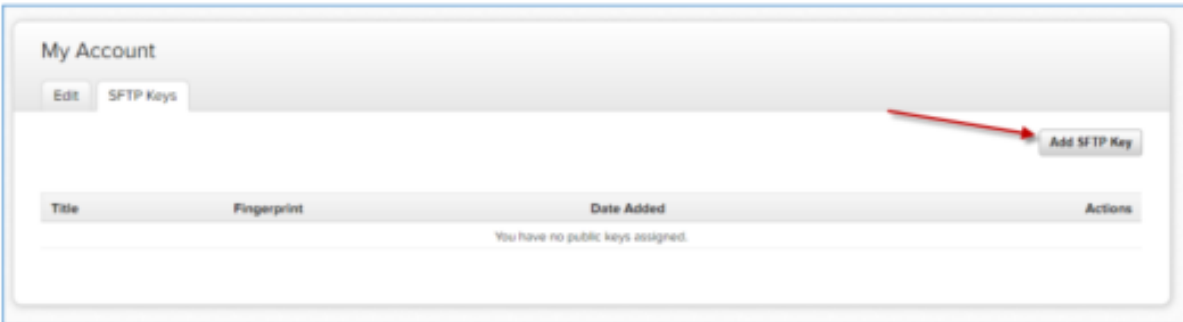 My Account
Edit SFTP Keys
Add SFTP Key
Title Fingerprint Date Added Actions
You have no public keys assigned.